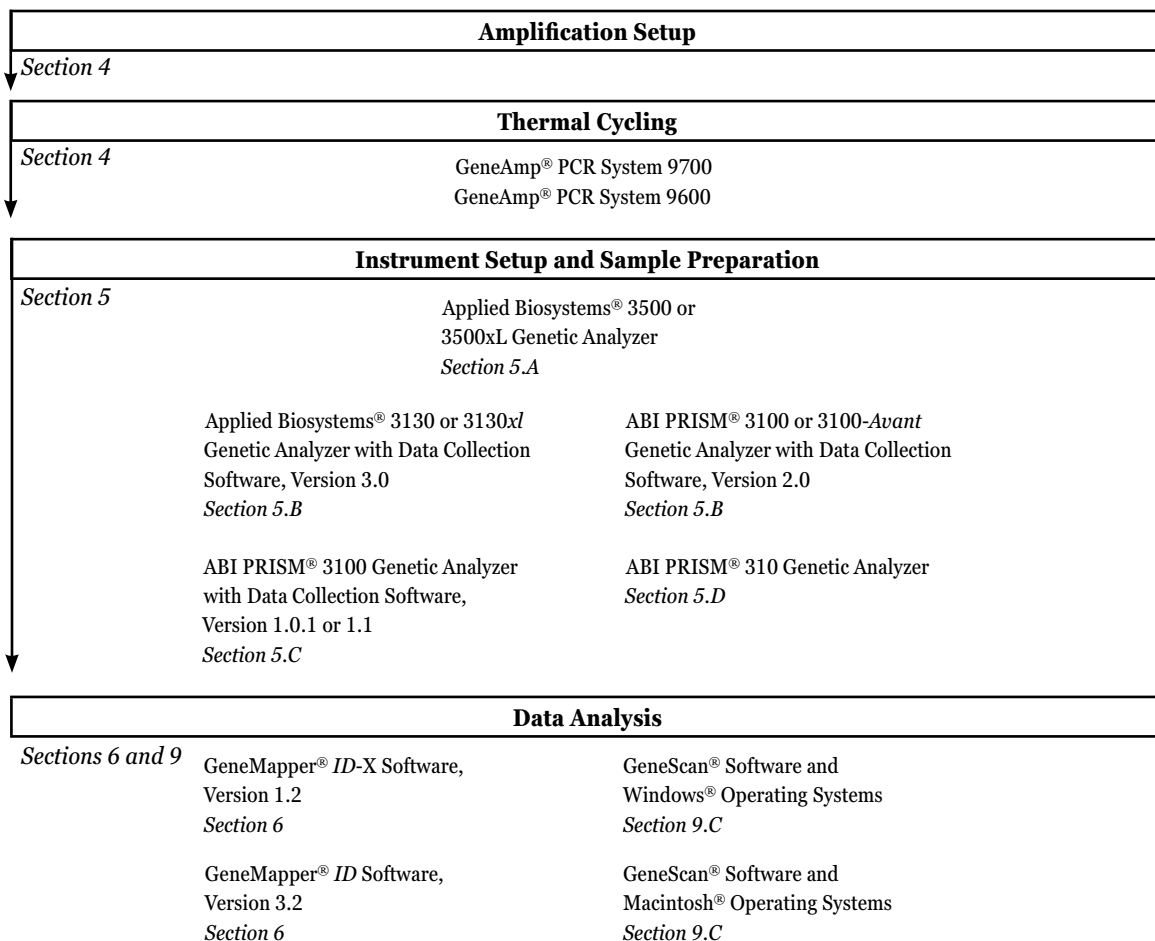 Amplification Setup
Section 4
Thermal Cycling
Section 4
GeneAmp® PCR System 9700
GeneAmp® PCR System 9600
Instrument Setup and Sample Preparation
Section 5
Applied Biosystems® 3500 or
3500xL Genetic Analyzer
Section 5.A
Applied Biosystems® 3130 or 3130xl
Genetic Analyzer with Data Collection
Software, Version 3.0
Section 5.B
ABI PRISM® 3100 or 3100-Avant
Genetic Analyzer with Data Collection
Software, Version 2.0
Section 5.B
ABI PRISM® 3100 Genetic Analyzer
with Data Collection Software,
Version 1.0.1 or 1.1
Section 5.C
ABI PRISM® 310 Genetic Analyzer
Section 5.D
Data Analysis
Sections 6 and 9
GeneMapper® ID-X Software,
Version 1.2
Section 6
GeneScan® Software and
Windows® Operating Systems
Section 9.C
GeneMapper® ID Software,
Version 3.2
Section 6
GeneScan® Software and
Macintosh® Operating Systems
Section 9.C